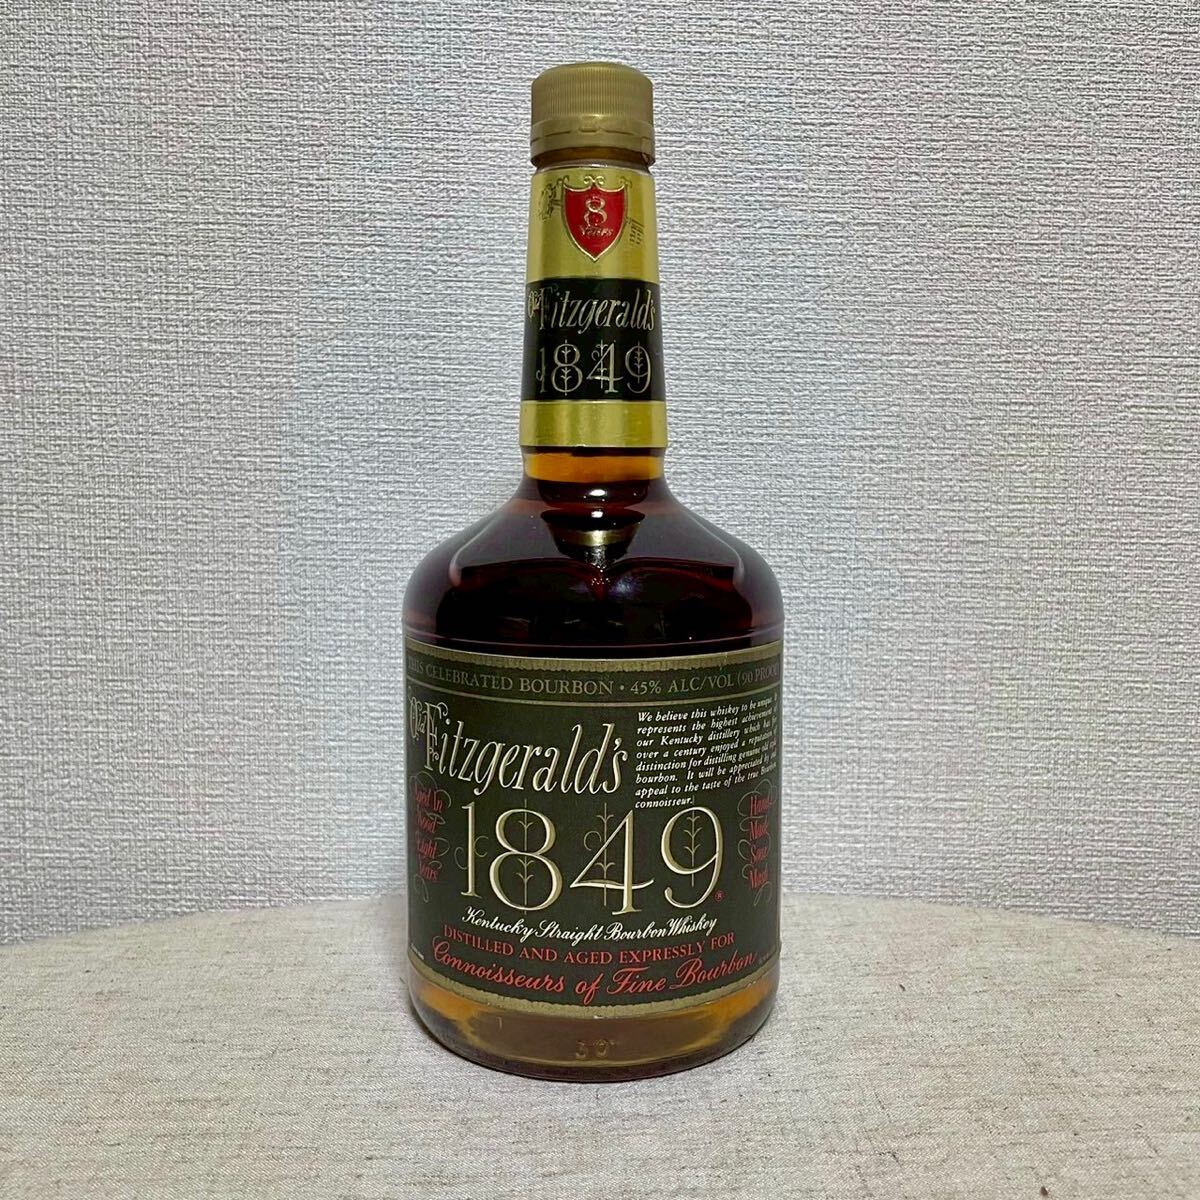 8
Years
Old Fitzgerald's
1849
THIS CELEBRATED BOURBON · 45% ALC/VOL (90 PROOF)
Old Fitzgerald's
We believe this whiskey to be unique
represents the highest achievement
our Kentucky distillery which has for
over a century enjoyed a reputation
distinction for distilling genuine old
bourbon. It will be appreciated by
appeal to the taste of the true Bourbon
connoisseur.
Aged In
Wood
Eight
Years
1849®
Hand
Made
Sour
Mash
Kentucky Straight Bourbon Whiskey
DISTILLED AND AGED EXPRESSLY FOR
Connoisseurs of Fine Bourbon
30